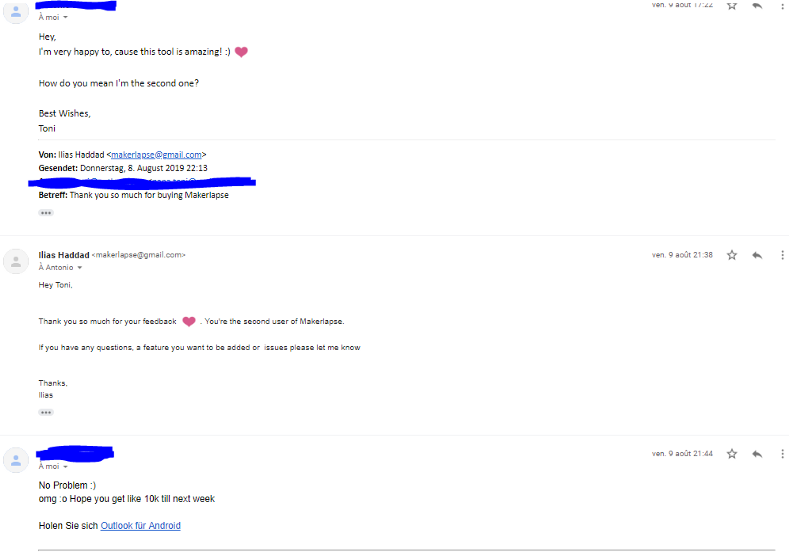 ven. 9 août 17:22
À moi
Hey,
I'm very happy to, cause this tool is amazing! :)
How do you mean I'm the second one?
Best Wishes,
Toni
Von: Ilias Haddad <makerlapse@gmail.com>
Gesendet: Donnerstag, 8. August 2019 22:13
Betreff: Thank you so much for buying Makerlapse
Ilias Haddad <makerlapse@gmail.com>
ven. 9 août 21:38
À Antonio
Hey Toni,
Thank you so much for your feedback . You're the second user of Makerlapse.
If you have any questions, a feature you want to be added or issues please let me know
Thanks,
Ilias
ven. 9 août 21:44
À moi
No Problem :)
omg :o Hope you get like 10k till next week
Holen Sie sich Outlook für Android